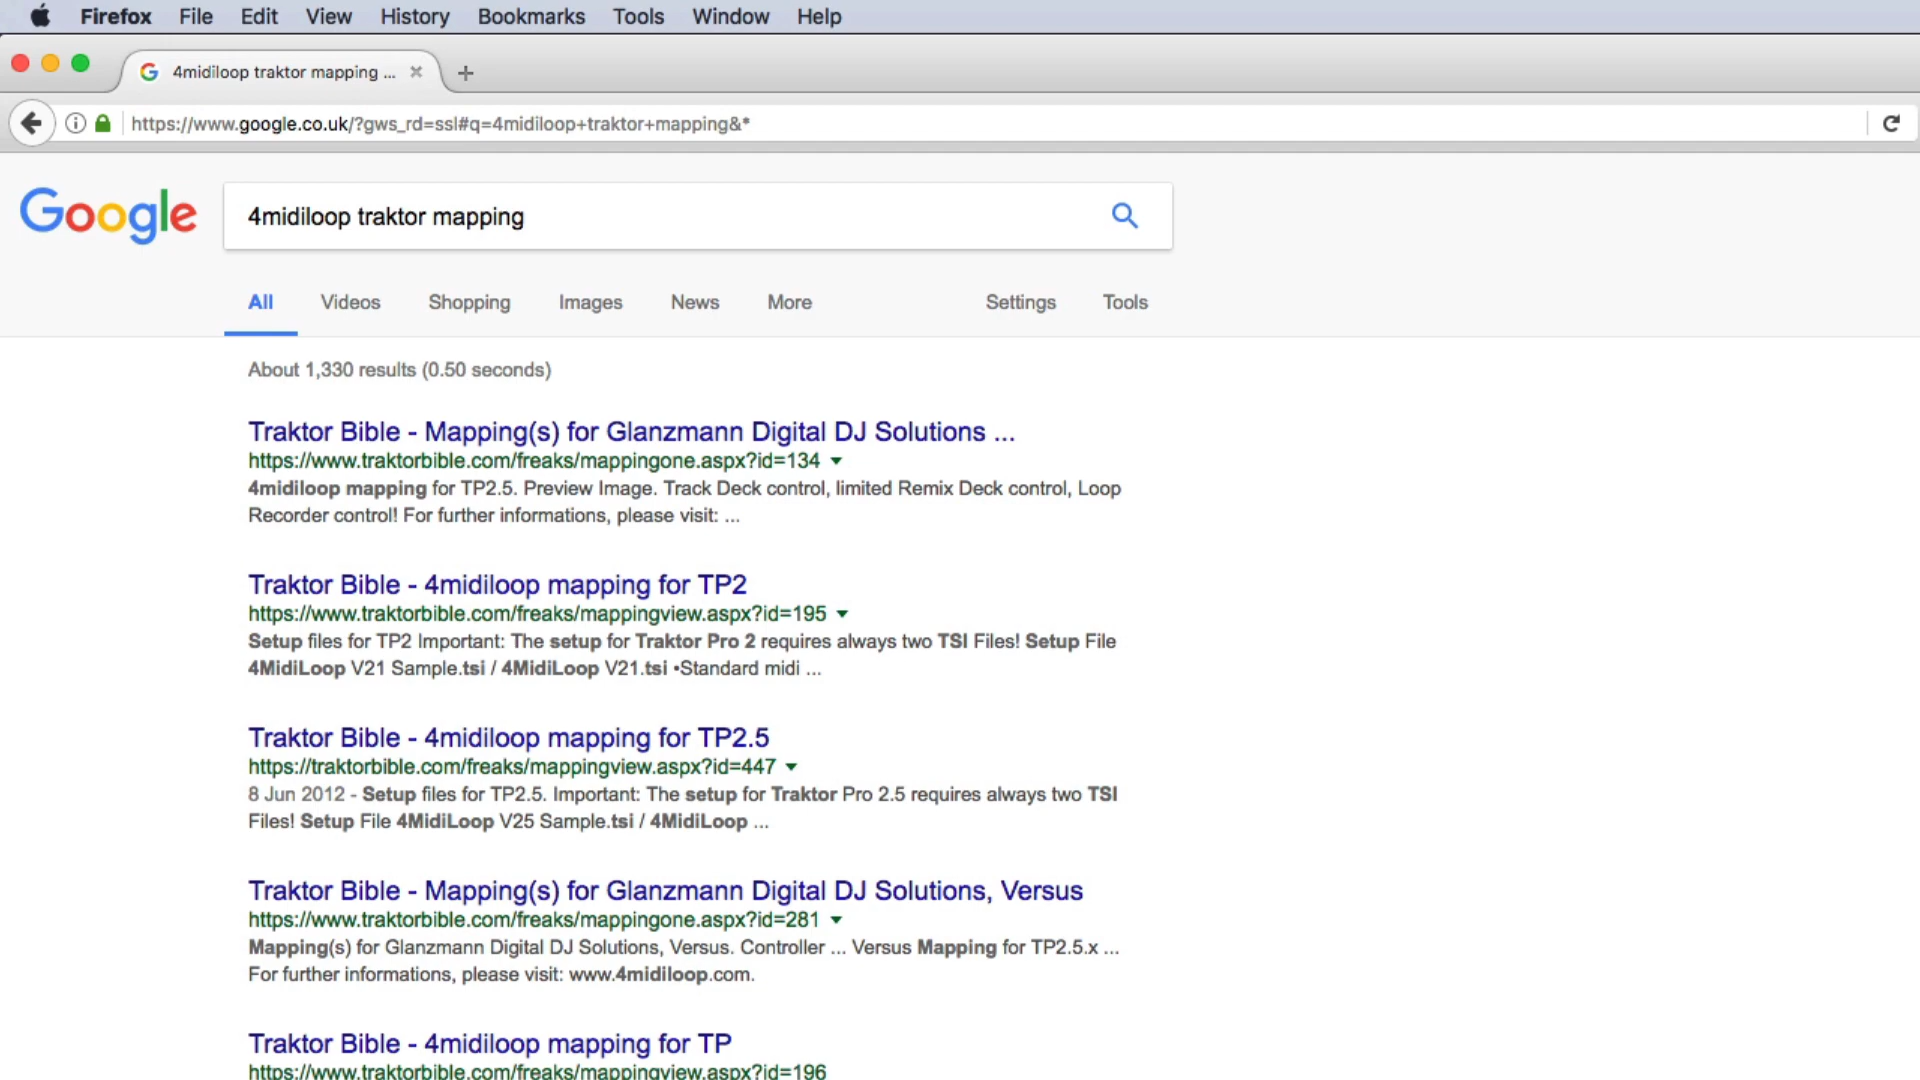 Firefox File Edit View History Bookmarks Tools Window Help
4midiloop traktor mapping ...
https://www.google.co.uk/?gws_rd=ssl#q=4midiloop+traktor+mapping&*
Google 4midiloop traktor mapping
All Videos Shopping Images News More Settings Tools
About 1,330 results (0.50 seconds)
Traktor Bible - Mapping(s) for Glanzmann Digital DJ Solutions ...
https://www.traktorbible.com/freaks/mappingone.aspx?id=134
4midiloop mapping for TP2.5. Preview Image. Track Deck control, limited Remix Deck control, Loop
Recorder control! For further informations, please visit: ...
Traktor Bible - 4midiloop mapping for TP2
https://www.traktorbible.com/freaks/mappingview.aspx?id=195
Setup files for TP2 Important: The setup for Traktor Pro 2 requires always two TSI Files! Setup File
4MidiLoop V21 Sample.tsi / 4MidiLoop V21.tsi •Standard midi ...
Traktor Bible - 4midiloop mapping for TP2.5
https://traktorbible.com/freaks/mappingview.aspx?id=447
8 Jun 2012 - Setup files for TP2.5. Important: The setup for Traktor Pro 2.5 requires always two TSI
Files! Setup File 4MidiLoop V25 Sample.tsi / 4MidiLoop ...
Traktor Bible - Mapping(s) for Glanzmann Digital DJ Solutions, Versus
https://www.traktorbible.com/freaks/mappingone.aspx?id=281
Mapping(s) for Glanzmann Digital DJ Solutions, Versus. Controller ... Versus Mapping for TP2.5.x ...
For further informations, please visit: www.4midiloop.com.
Traktor Bible - 4midiloop mapping for TP
https://www.traktorbible.com/freaks/mappingview.aspx?id=196